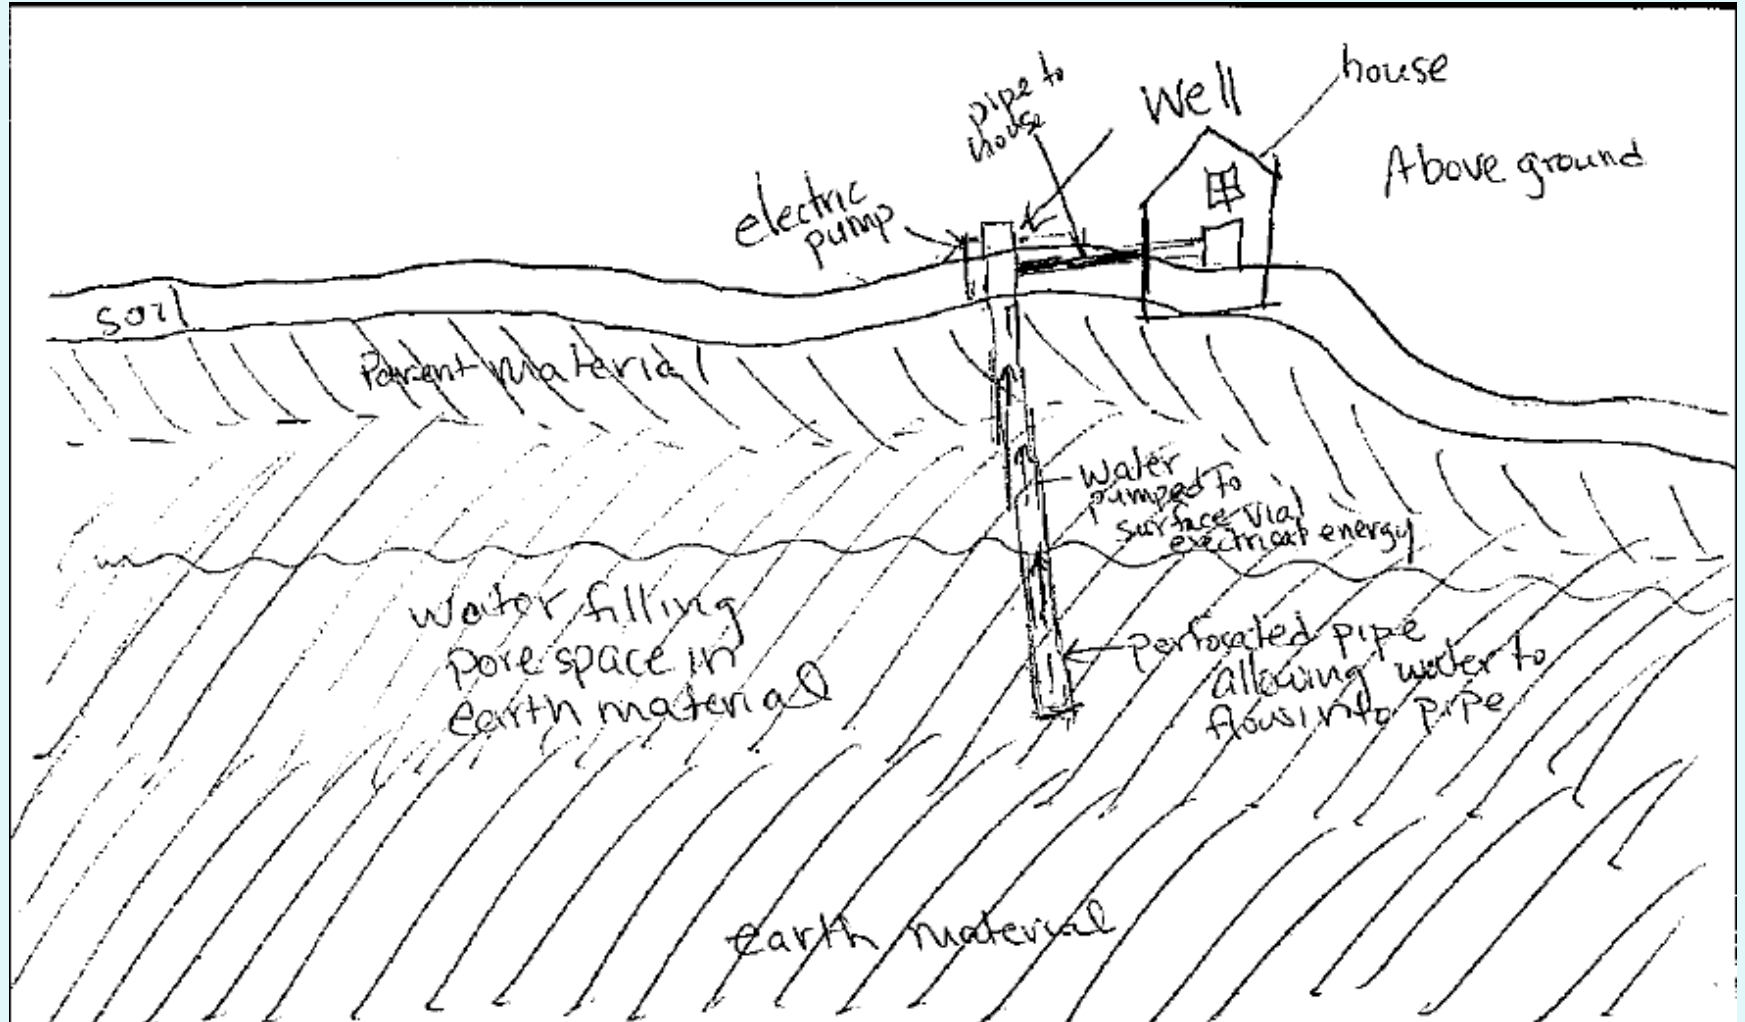 house
Well
pipe to
house
Above ground
electric
pump
Soil
Parent Material
Water
pumped to
surface via
electrical energy
Water filling
pore space in
earth material
perforated pipe
allowing water to
flow into pipe
earth material